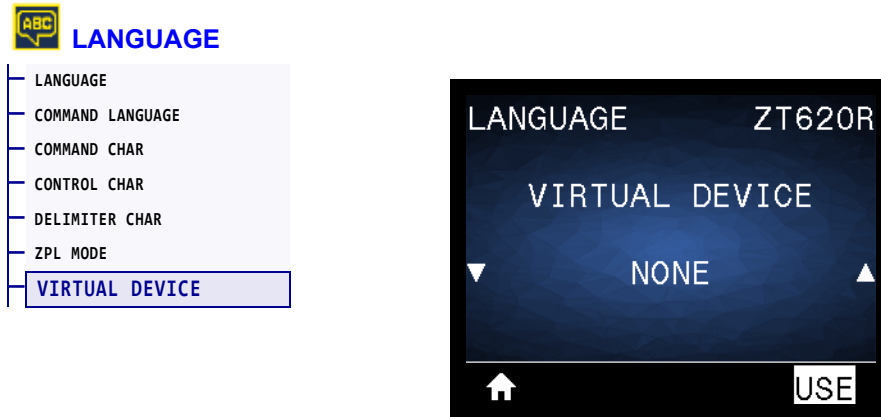 ABC
LANGUAGE
LANGUAGE
COMMAND LANGUAGE
COMMAND CHAR
CONTROL CHAR
DELIMITER CHAR
ZPL MODE
VIRTUAL DEVICE
LANGUAGE ZT620R
VIRTUAL DEVICE
NONE
USE